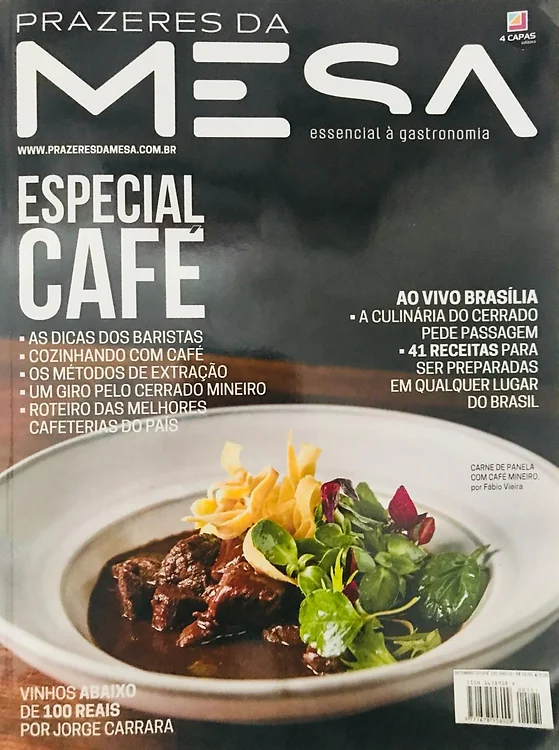 PRAZERES DA
MESA
4 CAPAS
editora
essencial à gastronomia
WWW.PRAZERESDAMESA.COM.BR
ESPECIAL
CAFÉ
▪ AS DICAS DOS BARISTAS
▪ COZINHANDO COM CAFÉ
▪ OS MÉTODOS DE EXTRAÇÃO
▪ UM GIRO PELO CERRADO MINEIRO
▪ ROTEIRO DAS MELHORES
CAFETERIAS DO PAÍS
AO VIVO BRASÍLIA
▪ A CULINÁRIA DO CERRADO
PEDE PASSAGEM
▪ 41 RECEITAS PARA
SER PREPARADAS
EM QUALQUER LUGAR
DO BRASIL
CARNE DE PANELA
COM CAFÉ MINEIRO,
por Fábio Vieira
VINHOS ABAIXO
DE 100 REAIS
POR JORGE CARRARA